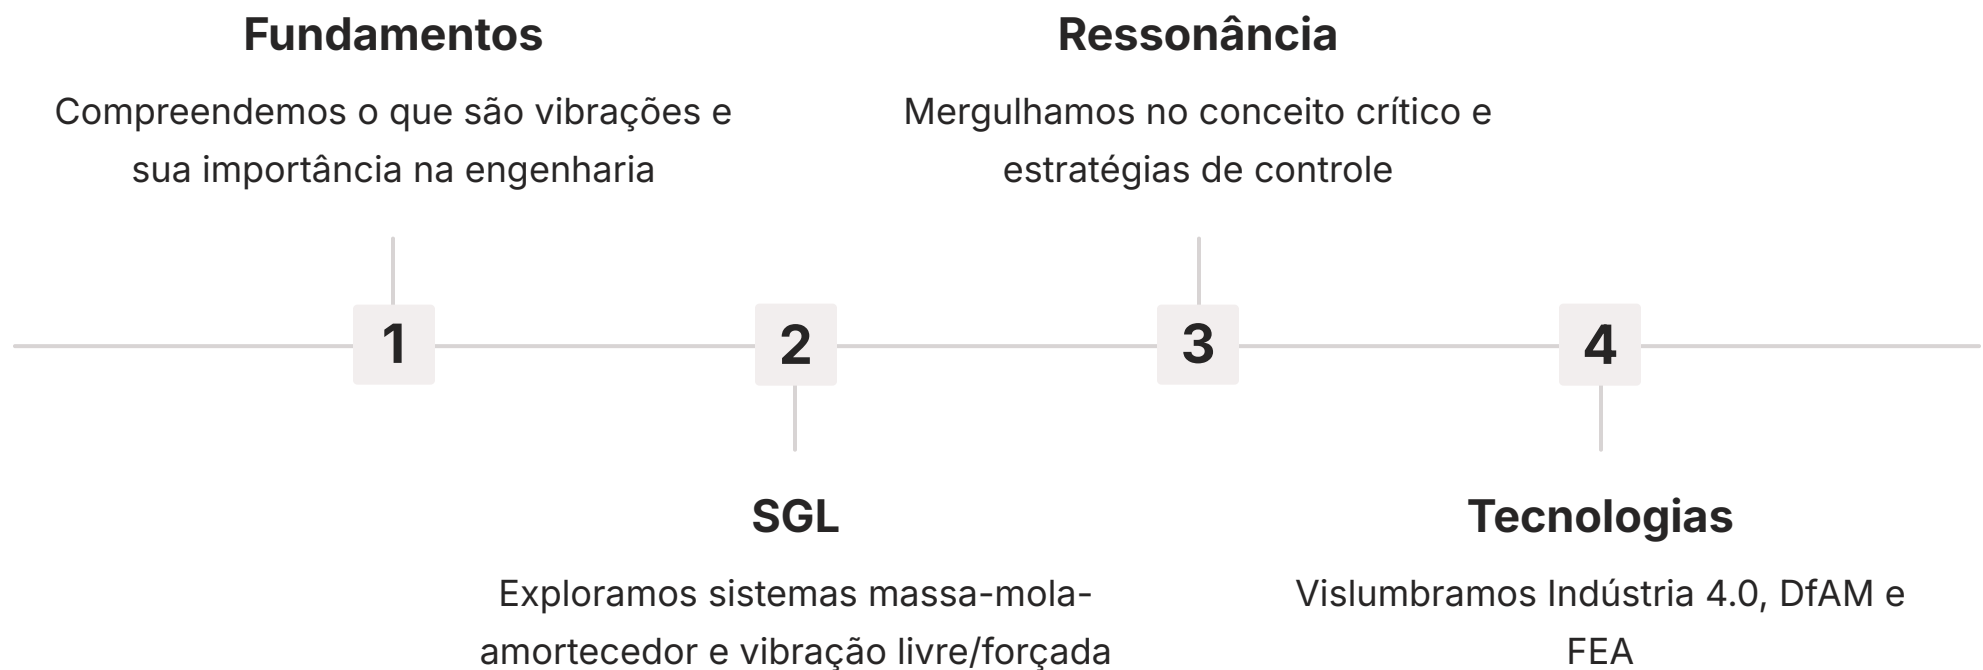 Fundamentos
Compreendemos o que são vibrações e
sua importância na engenharia
Ressonância
Mergulhamos no conceito crítico e
estratégias de controle
1
2
3
4
SGL
Exploramos sistemas massa-mola-
amortecedor e vibração livre/forçada
Tecnologias
Vislumbramos Indústria 4.0, DfAM e
FEA